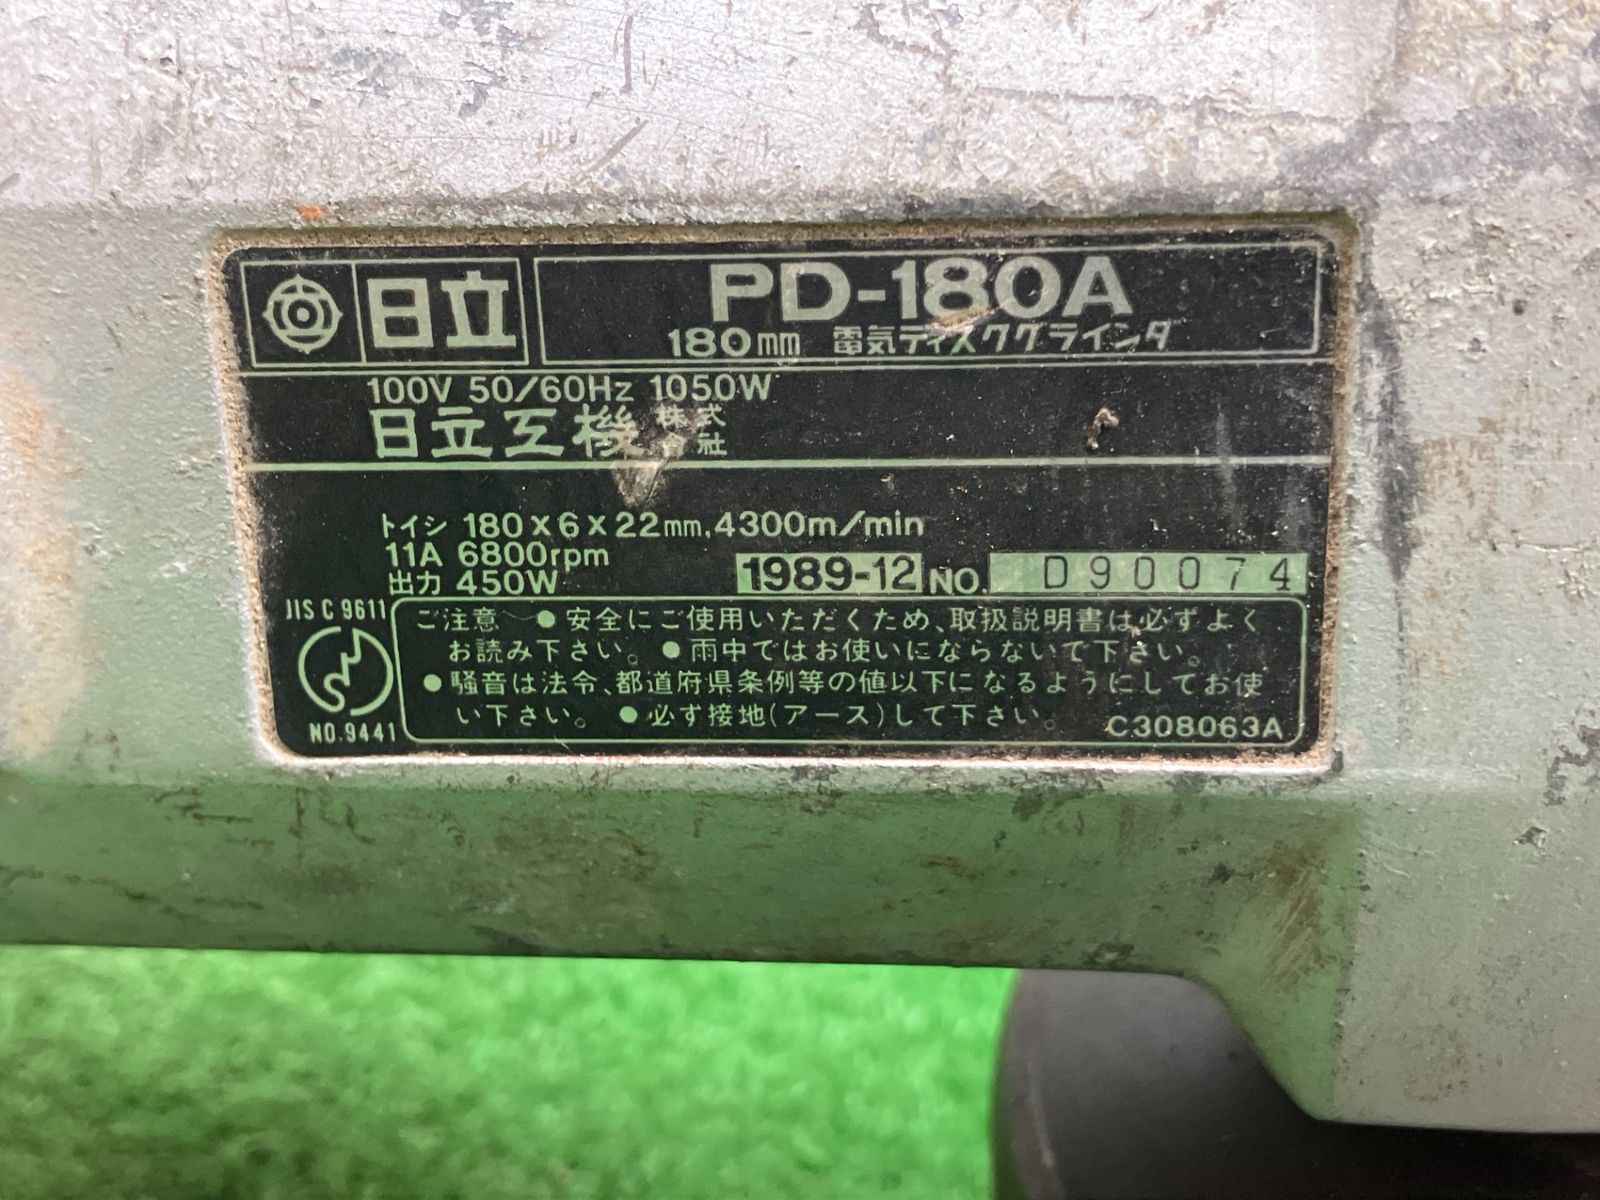 日立
PD-180A
180mm 電気ディスクグラインダ
100V 50/60Hz 1050W
日立工機株式会社
トイシ 180×6×22mm, 4300m/min
11A 6800rpm
出力 450W
1989-12 NO. D90074
JIS C 9611
NO.9441
ご注意 ●安全にご使用いただくため、取扱説明書は必ずよく
お読み下さい。●雨中ではお使いにならないで下さい。
●騒音は法令、都道府県条例等の値以下になるようにしてお使
い下さい。●必ず接地(アース)して下さい。
C308063A